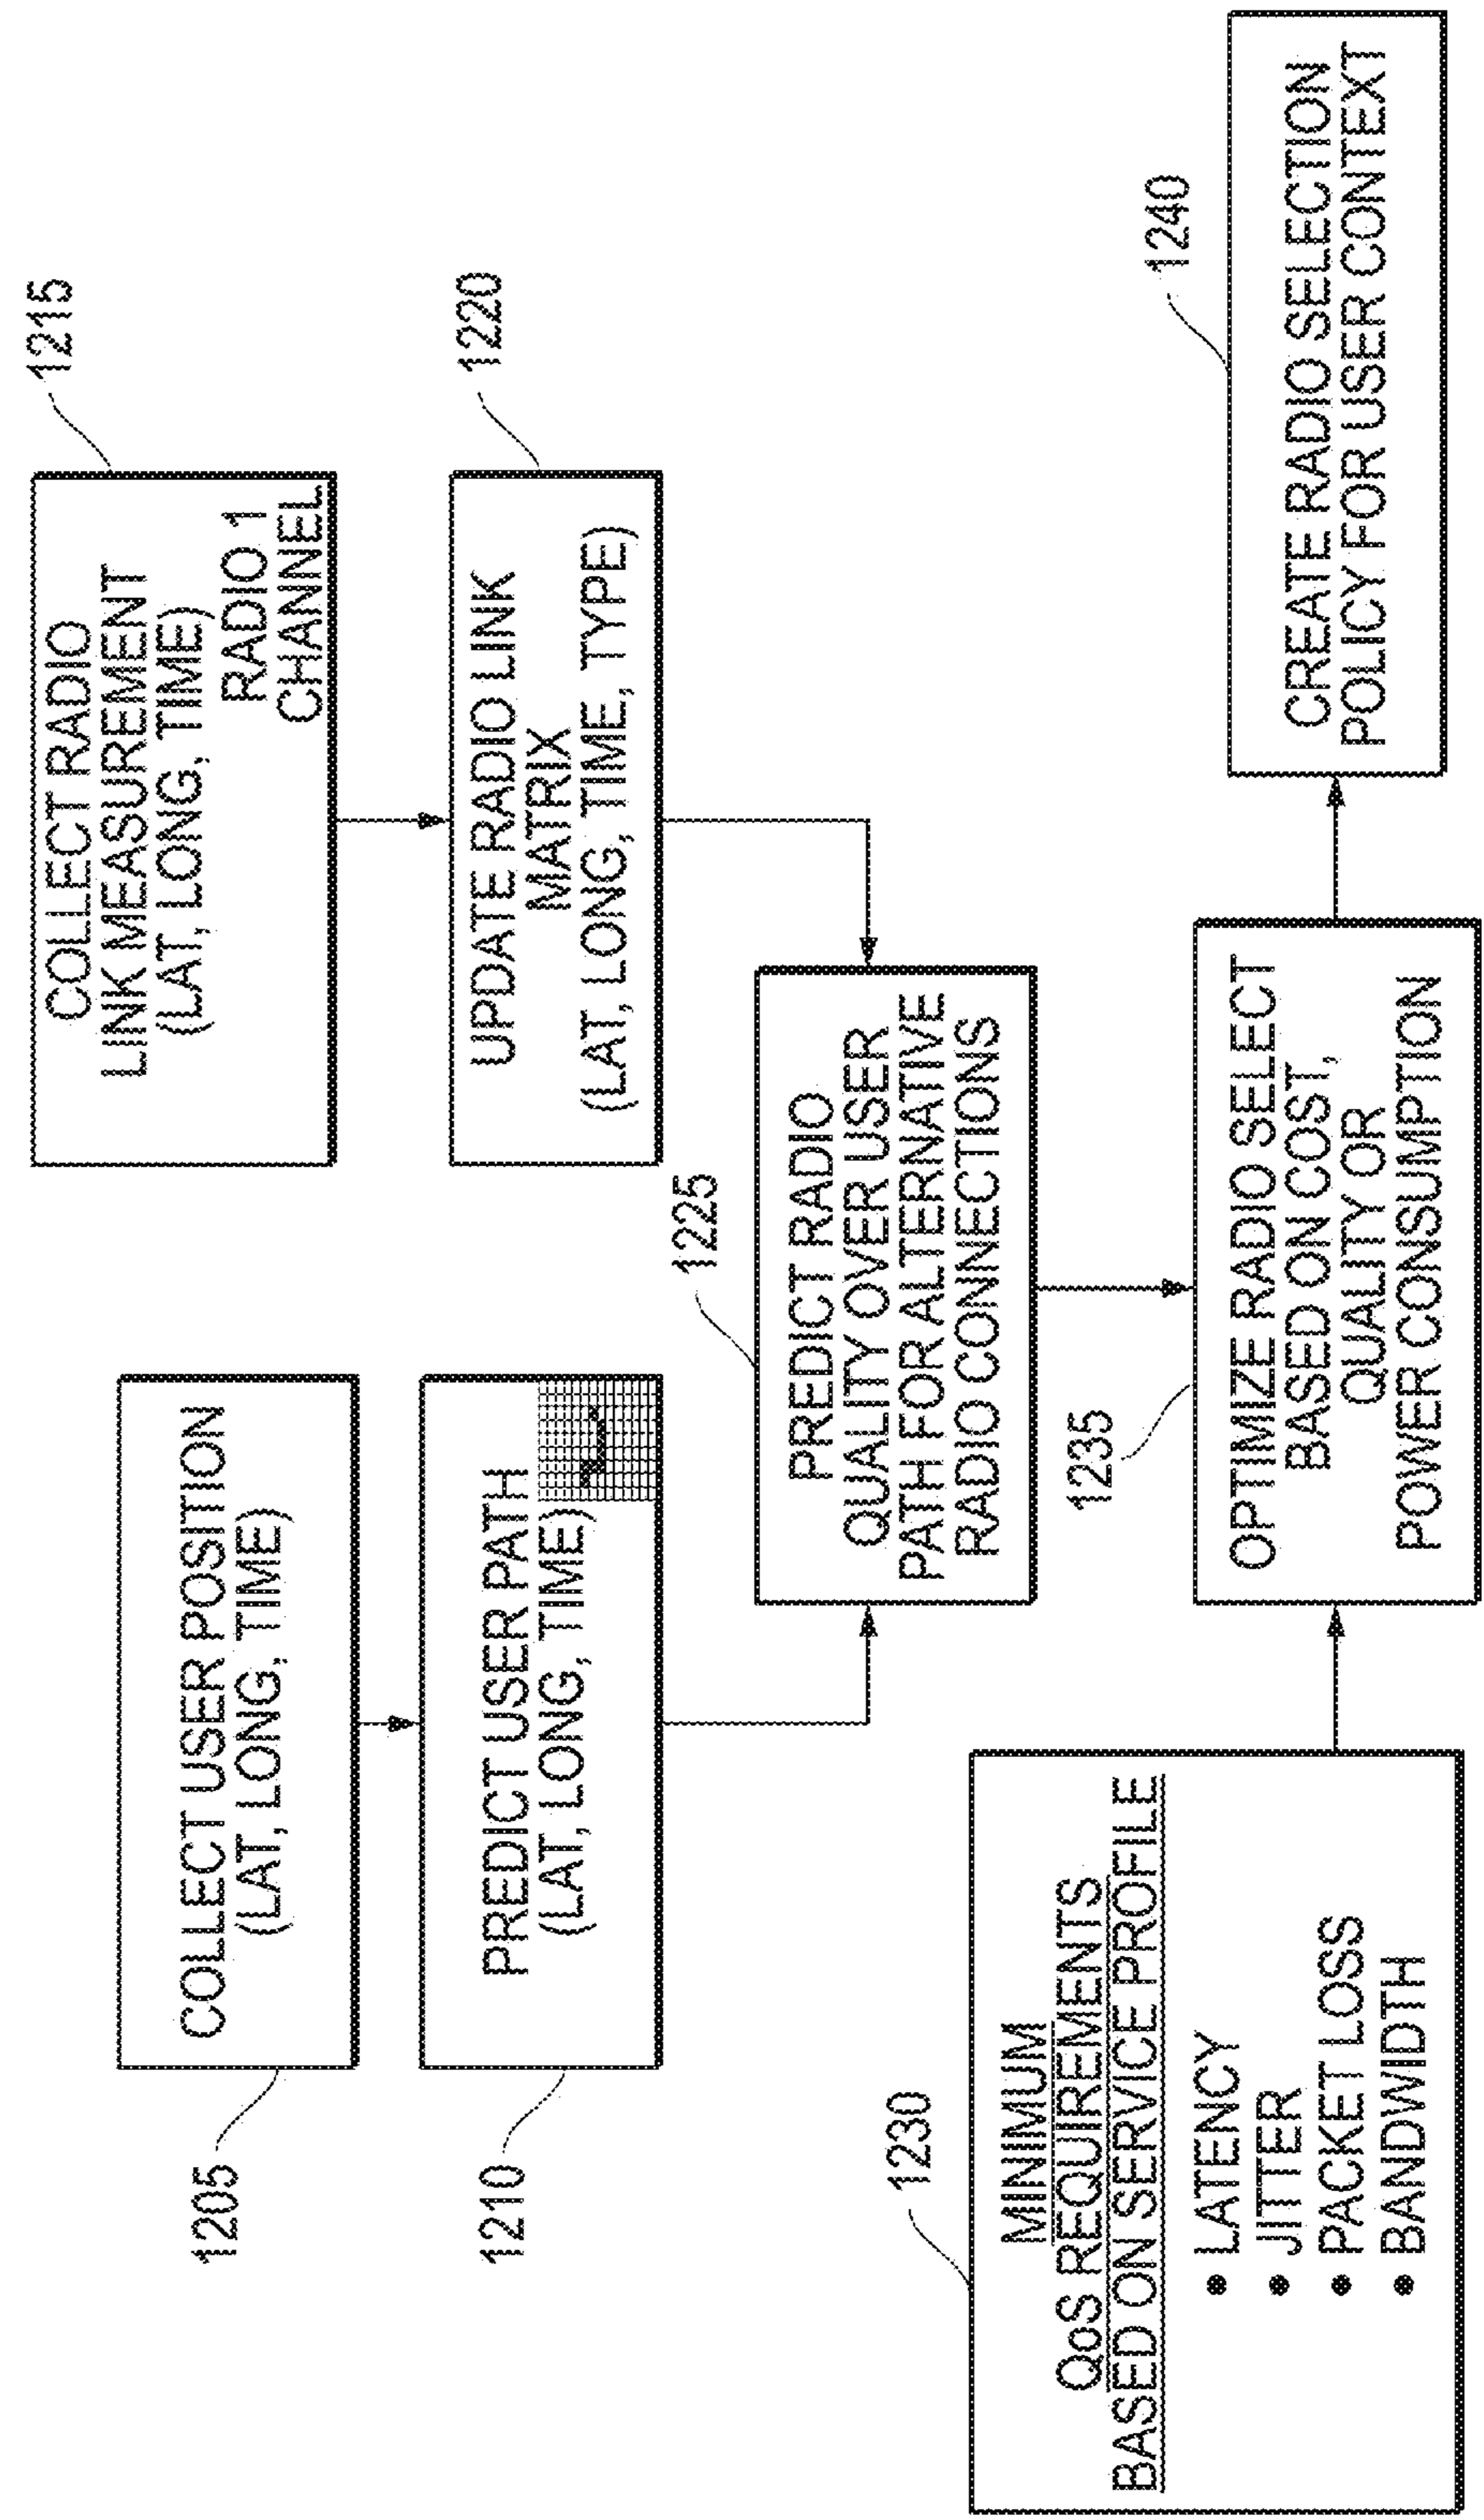 1205
COLLECT USER POSITION
(LAT, LONG, TIME)
1210
PREDICT USER PATH
(LAT, LONG, TIME)
1215
COLLECT RADIO
LINK MEASUREMENT
(LAT, LONG, TIME)
RADIO 1
CHANNEL
1220
UPDATE RADIO LINK
MATRIX
(LAT, LONG, TIME, TYPE)
1225
PREDICT RADIO
QUALITY OVER USER
PATH FOR ALTERNATIVE
RADIO CONNECTIONS
1230
MINIMUM
QoS REQUIREMENTS
BASED ON SERVICE PROFILE
• LATENCY
• JITTER
• PACKET LOSS
• BANDWIDTH
1235
OPTIMIZE RADIO SELECT
BASED ON COST,
QUALITY OR
POWER CONSUMPTION
1240
CREATE RADIO SELECTION
POLICY FOR USER CONTEXT